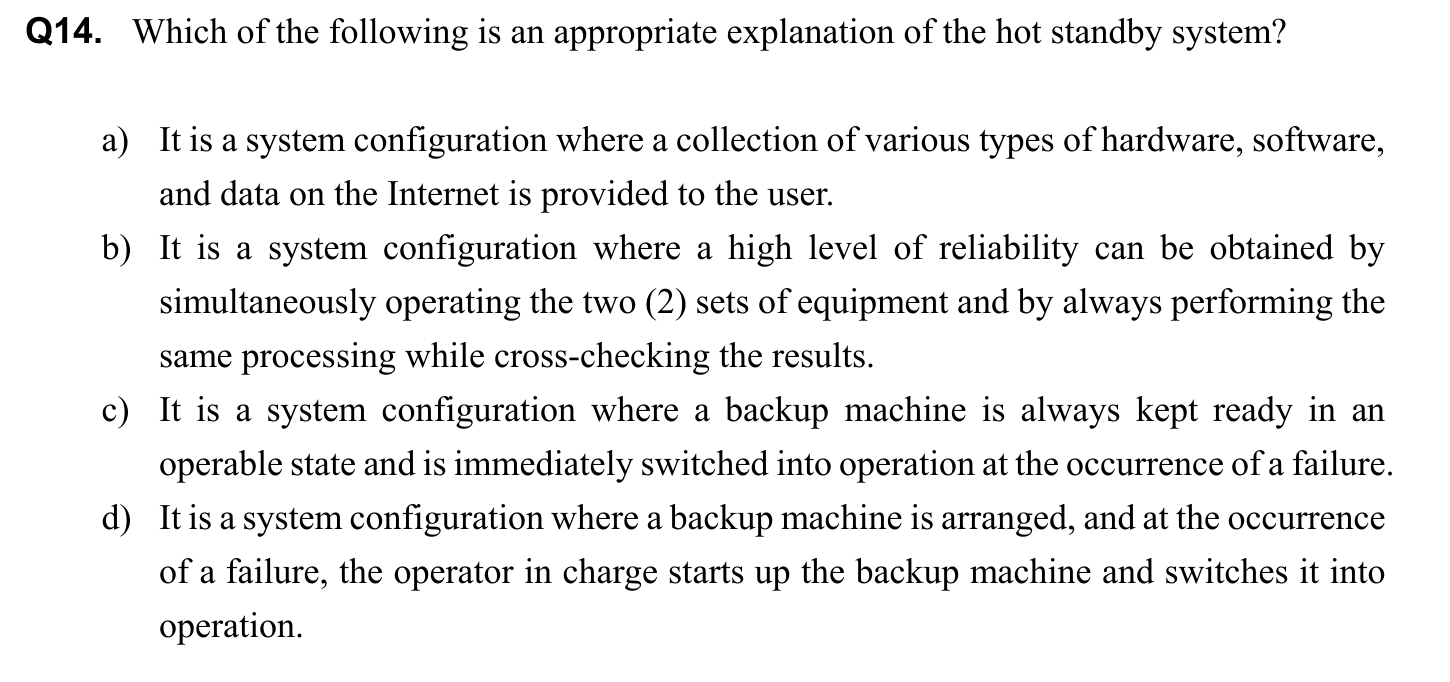 Q14. Which of the following is an appropriate explanation of the hot standby system?
a) It is a system configuration where a collection of various types of hardware, software,
and data on the Internet is provided to the user.
b) It is a system configuration where a high level of reliability can be obtained by
simultaneously operating the two (2) sets of equipment and by always performing the
same processing while cross-checking the results.
c) It is a system configuration where a backup machine is always kept ready in an
operable state and is immediately switched into operation at the occurrence of a failure.
d) It is a system configuration where a backup machine is arranged, and at the occurrence
of a failure, the operator in charge starts up the backup machine and switches it into
operation.